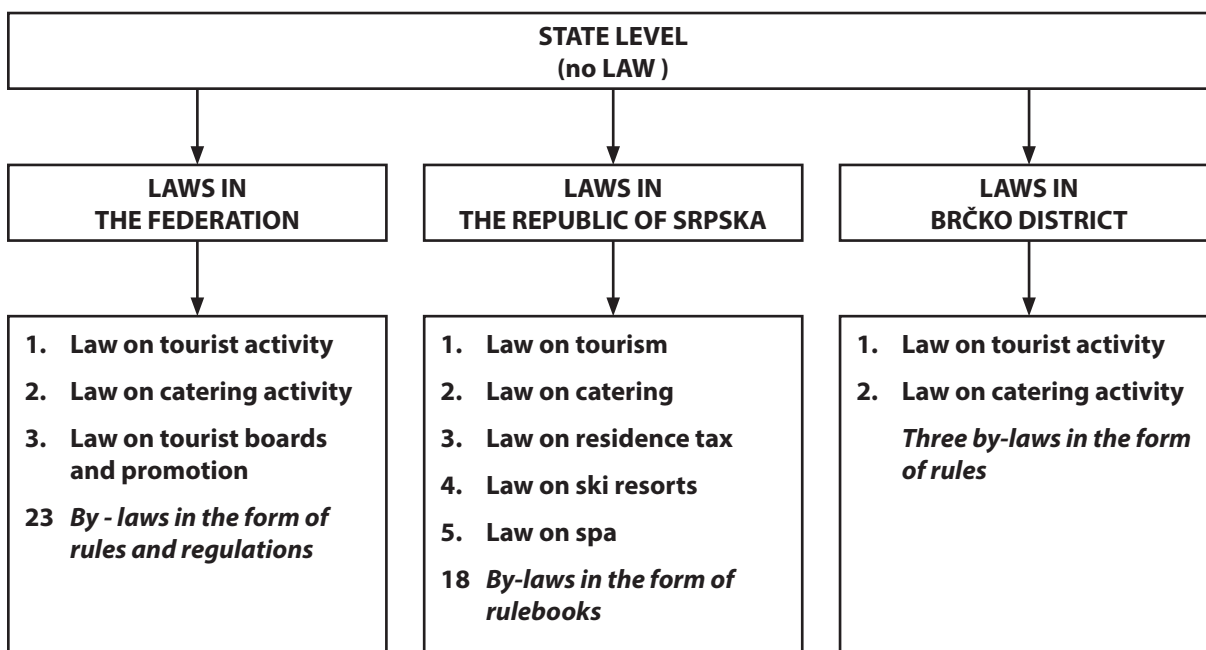 STATE LEVEL
(no LAW )
LAWS IN
THE FEDERATION
LAWS IN
THE REPUBLIC OF SRPSKA
LAWS IN
BRČKO DISTRICT
1. Law on tourist activity
2. Law on catering activity
3. Law on tourist boards
and promotion
23 By - laws in the form of
rules and regulations
1. Law on tourism
2. Law on catering
3. Law on residence tax
4. Law on ski resorts
5. Law on spa
18 By-laws in the form of
rulebooks
1. Law on tourist activity
2. Law on catering activity
Three by-laws in the form
of rules